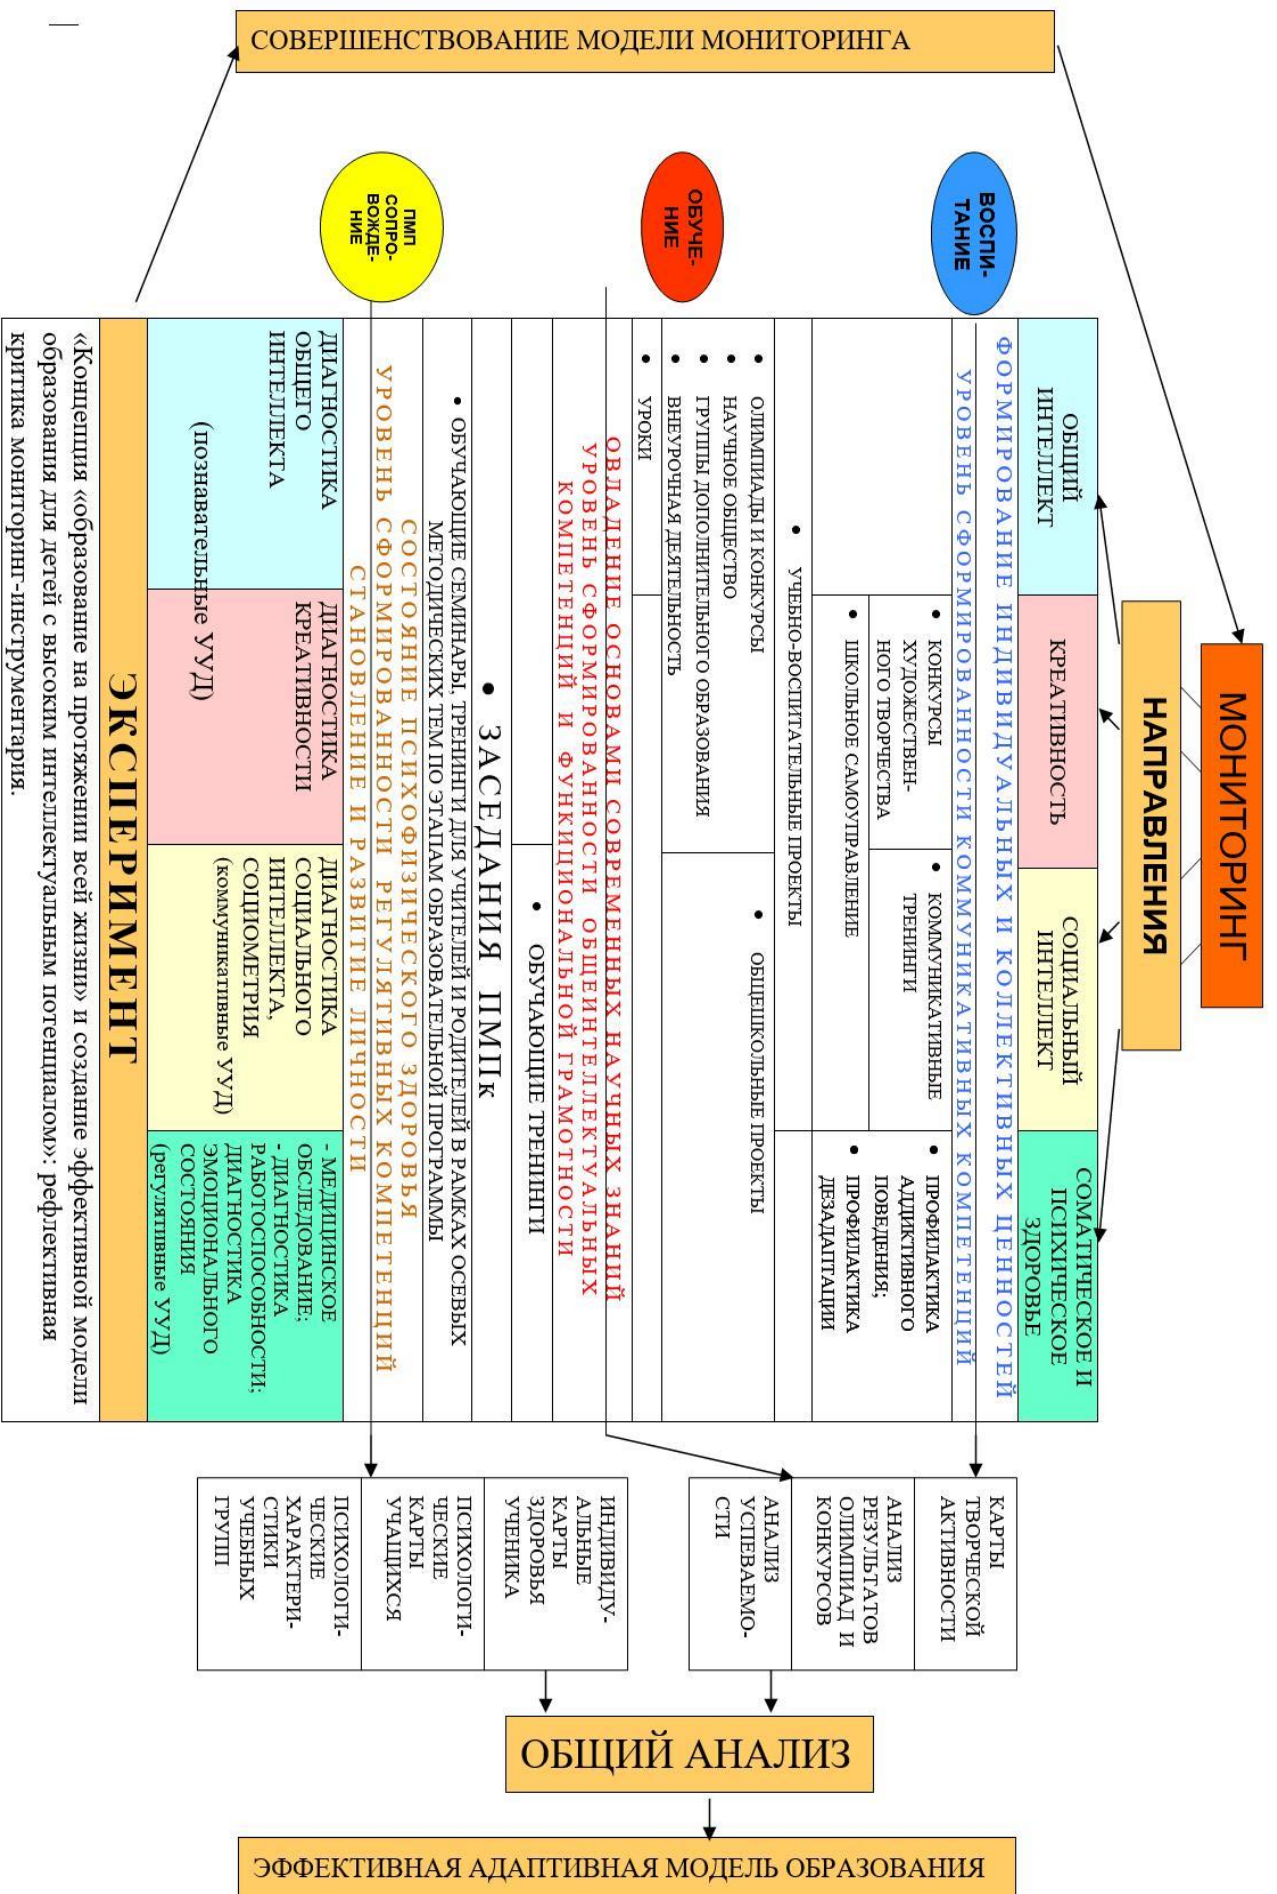 СОВЕРШЕНСТВОВАНИЕ МОДЕЛИ МОНИТОРИНГА
МОНИТОРИНГ
НАПРАВЛЕНИЯ
ОБЩИЙ
ИНТЕЛЛЕКТ
КРЕАТИВНОСТЬ
СОЦИАЛЬНЫЙ
ИНТЕЛЛЕКТ
СОМАТИЧЕСКОЕ И
ПСИХИЧЕСКОЕ
ЗДОРОВЬЕ
ВОСПИ-
ТАНИЕ
ФОРМИРОВАНИЕ ИНДИВИДУАЛЬНЫХ И КОЛЛЕКТИВНЫХ ЦЕННОСТЕЙ
УРОВЕНЬ СФОРМИРОВАННОСТИ КОММУНИКАТИВНЫХ КОМПЕТЕНЦИЙ
• КОНКУРСЫ
ХУДОЖЕСТВЕН-
НОГО ТВОРЧЕСТВА
• КОММУНИКАТИВНЫЕ
ТРЕНИНГИ
• ПРОФИЛАКТИКА
АДДИКТИВНОГО
ПОВЕДЕНИЯ;
• ПРОФИЛАКТИКА
ДЕЗАДАПТАЦИИ
• ШКОЛЬНОЕ САМОУПРАВЛЕНИЕ
• УЧЕБНО-ВОСПИТАТЕЛЬНЫЕ ПРОЕКТЫ
ОБУЧЕ-
НИЕ
• ОЛИМПИАДЫ И КОНКУРСЫ
• НАУЧНОЕ ОБЩЕСТВО
• ГРУППЫ ДОПОЛНИТЕЛЬНОГО ОБРАЗОВАНИЯ
• ВНЕУРОЧНАЯ ДЕЯТЕЛЬНОСТЬ
• ОБЩЕШКОЛЬНЫЕ ПРОЕКТЫ
• УРОКИ
ОВЛАДЕНИЕ ОСНОВАМИ СОВРЕМЕННЫХ НАУЧНЫХ ЗНАНИЙ
УРОВЕНЬ СФОРМИРОВАННОСТИ ОБЩЕИНТЕЛЛЕКТУАЛЬНЫХ
КОМПЕТЕНЦИЙ И ФУНКЦИОНАЛЬНОЙ ГРАМОТНОСТИ
• ОБУЧАЮЩИЕ ТРЕНИНГИ
• ЗАСЕДАНИЯ ПМПк
• ОБУЧАЮЩИЕ СЕМИНАРЫ, ТРЕНИНГИ ДЛЯ УЧИТЕЛЕЙ И РОДИТЕЛЕЙ В РАМКАХ ОСЕВЫХ
МЕТОДИЧЕСКИХ ТЕМ ПО ЭТАПАМ ОБРАЗОВАТЕЛЬНОЙ ПРОГРАММЫ
ПМП
СОПРО-
ВОЖДЕ-
НИЕ
СОСТОЯНИЕ ПСИХОФИЗИЧЕСКОГО ЗДОРОВЬЯ
УРОВЕНЬ СФОРМИРОВАННОСТИ РЕГУЛЯТИВНЫХ КОМПЕТЕНЦИЙ
СТАНОВЛЕНИЕ И РАЗВИТИЕ ЛИЧНОСТИ
ДИАГНОСТИКА
ОБЩЕГО
ИНТЕЛЛЕКТА
ДИАГНОСТИКА
КРЕАТИВНОСТИ
(познавательные УУД)
ДИАГНОСТИКА
СОЦИАЛЬНОГО
ИНТЕЛЛЕКТА,
СОЦИОМЕТРИЯ
(коммуникативные УУД)
- МЕДИЦИНСКОЕ
ОБСЛЕДОВАНИЕ;
- ДИАГНОСТИКА
РАБОТОСПОСОБНОСТИ;
ДИАГНОСТИКА
ЭМОЦИОНАЛЬНОГО
СОСТОЯНИЯ
(регулятивные УУД)
ЭКСПЕРИМЕНТ
«Концепция «образование на протяжении всей жизни» и создание эффективной модели
образования для детей с высоким интеллектуальным потенциалом»: рефлективная
критика мониторинг-инструментария.
КАРТЫ
ТВОРЧЕСКОЙ
АКТИВНОСТИ
АНАЛИЗ
РЕЗУЛЬТАТОВ
ОЛИМПИАД И
КОНКУРСОВ
АНАЛИЗ
УСПЕВАЕМО-
СТИ
ИНДИВИДУ-
АЛЬНЫЕ
КАРТЫ
ЗДОРОВЬЯ
УЧЕНИКА
ПСИХОЛОГИ-
ЧЕСКИЕ
КАРТЫ
УЧАЩИХСЯ
ПСИХОЛОГИ-
ЧЕСКИЕ
ХАРАКТЕРИ-
СТИКИ
УЧЕБНЫХ
ГРУПП
ОБЩИЙ АНАЛИЗ
ЭФФЕКТИВНАЯ АДАПТИВНАЯ МОДЕЛЬ ОБРАЗОВАНИЯ